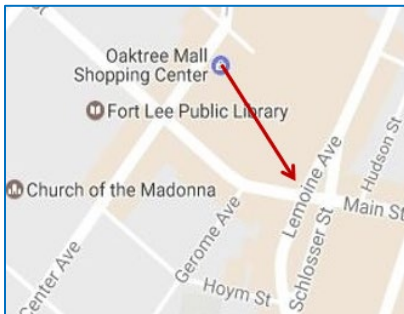 Oaktree Mall
Shopping Center
Fort Lee Public Library
Church of the Madonna
Lemoine Ave
Hudson St
Main St
Gerome Ave
Schlosser St
Center Ave
Hoym St